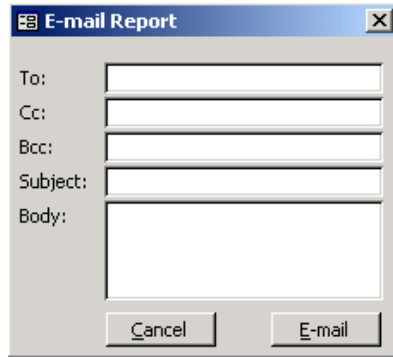 E-mail Report
To:
Cc:
Bcc:
Subject:
Body:
Cancel E-mail